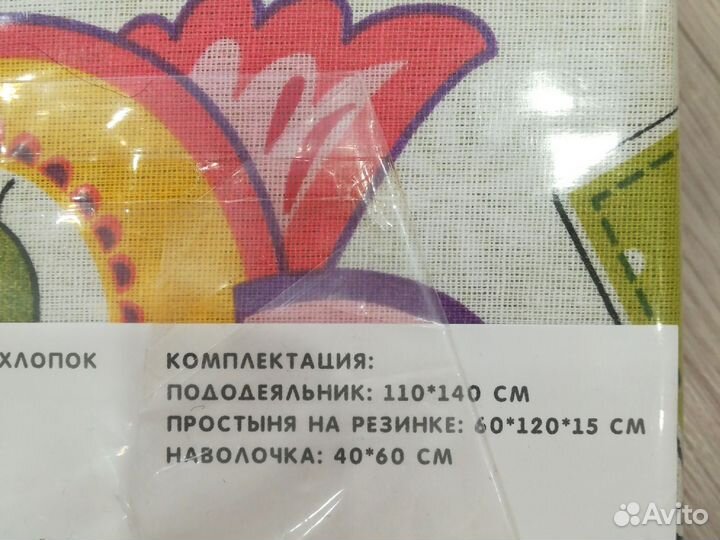 ХЛОПОК
КОМПЛЕКТАЦИЯ:
ПОДОДЕЯЛЬНИК: 110*140 СМ
ПРОСТЫНЯ НА РЕЗИНКЕ: 60*120*15 СМ
НАВОЛОЧКА: 40*60 СМ
Avito